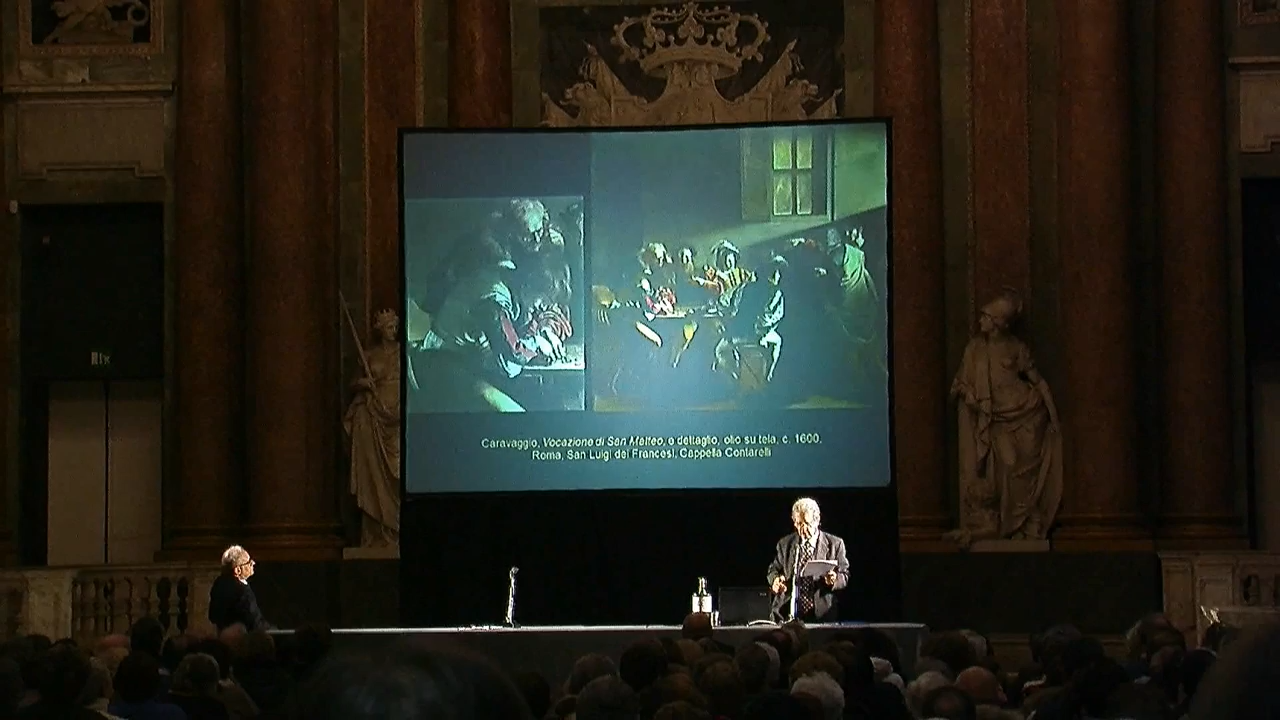 Caravaggio, Vocazione di San Matteo, e dettaglio, olio su tela, c. 1600,
Roma, San Luigi dei Francesi, Cappella Contarelli